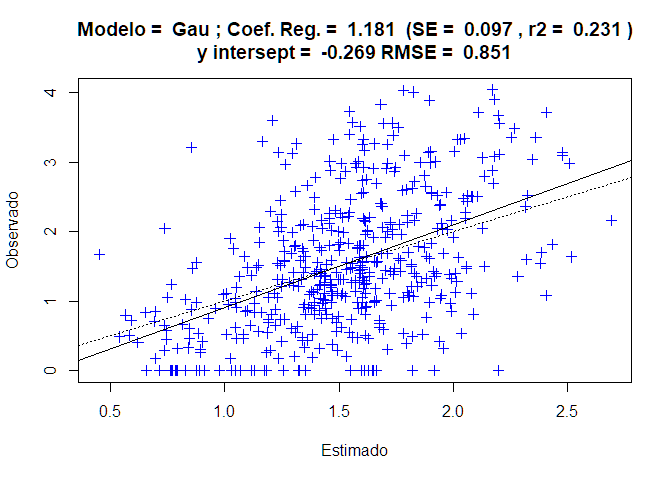 Modelo = Gau ; Coef. Reg. = 1.181 (SE = 0.097 , r2 = 0.231 )
y intersept = -0.269 RMSE = 0.851
4
3
2
1
0
Observado
0.5 1.0 1.5 2.0 2.5
Estimado